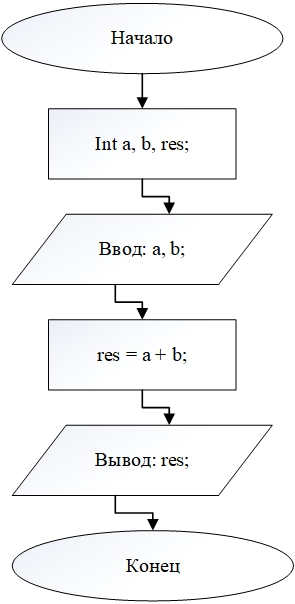 Начало
Int a, b, res;
Ввод: a, b;
res = a + b;
Вывод: res;
Конец